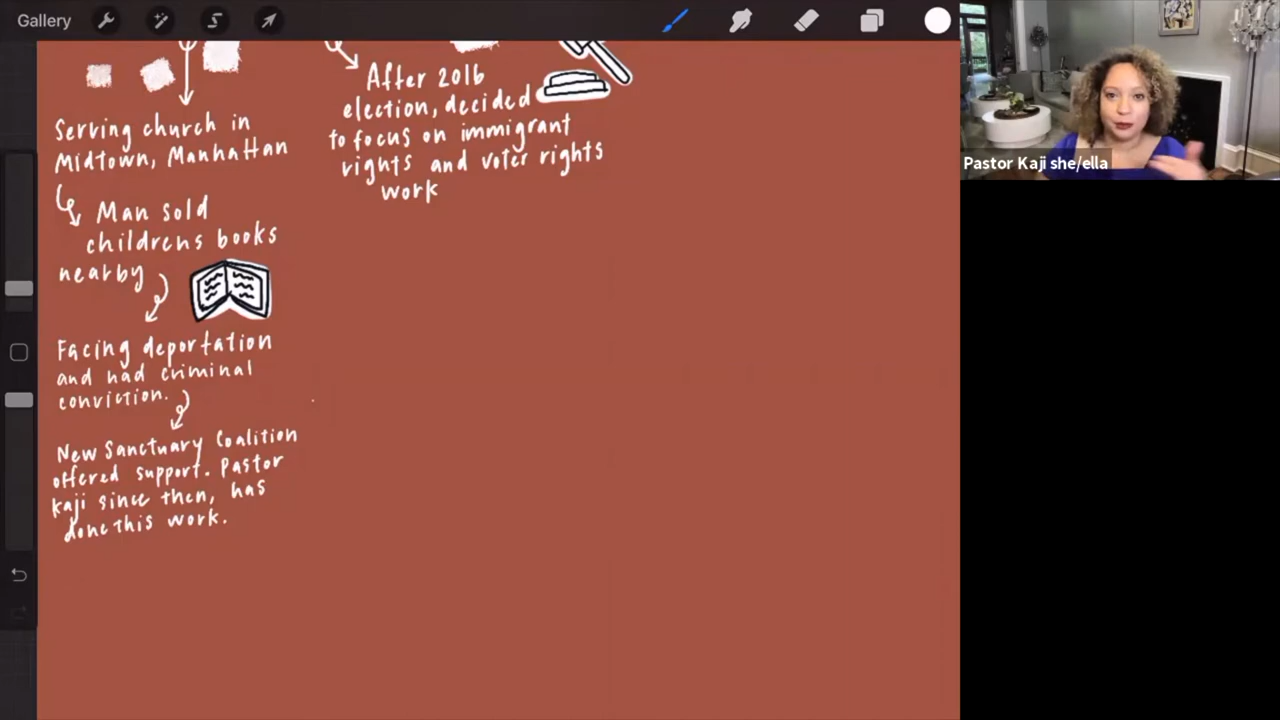 Gallery
Serving church in
Midtown, Manhattan
Man sold
childrens books
nearby
Facing deportation
and had criminal
conviction.
New Sanctuary Coalition
offered support. Pastor
Kaji since then, has
done this work.
After 2016
election, decided
to focus on immigrant
rights and voter rights
work
Pastor Kaji she/ella